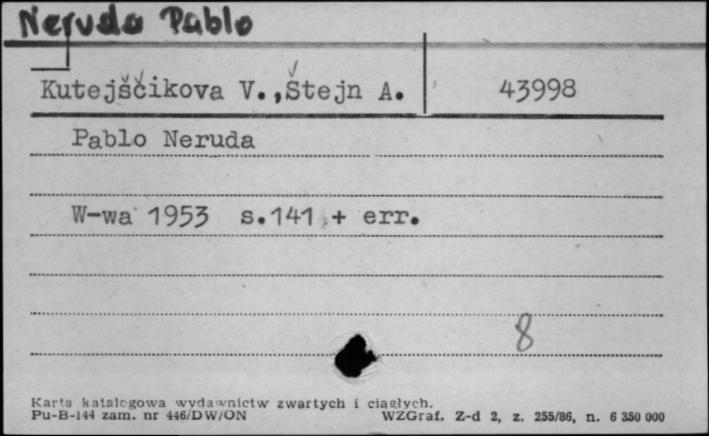 Neruda Pablo
Kutejščikova V., Štejn A. 43998
Pablo Neruda
W-wa 1953 s.141 + err.
8
Karta katalogowa wydawnictw zwartych i ciągłych.
Pu-B-144 zam. nr 446/DW/ON WZGraf. Z-d 2, z. 255/86, n. 6 350 000